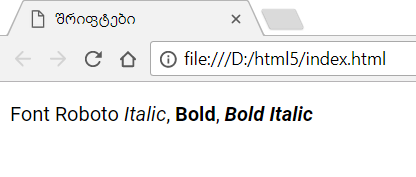 შრიფტები
file:///D:/html5/index.html
Font Roboto Italic, Bold, Bold Italic